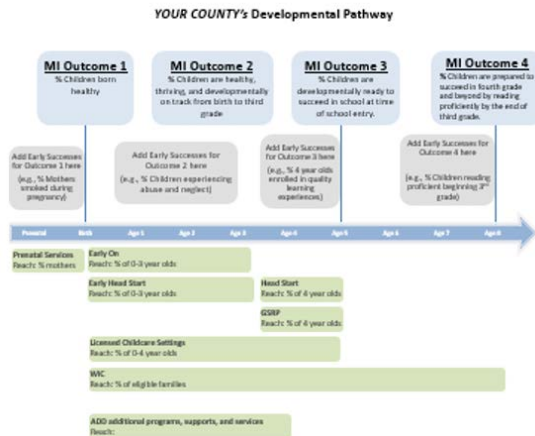 YOUR COUNTY's Developmental Pathway
MI Outcome 1
% Children born
healthy
MI Outcome 2
% Children are healthy,
thriving, and developmentally
on track from birth to third
grade
MI Outcome 3
% Children are
developmentally ready to
succeed in school at time
of school entry.
MI Outcome 4
% Children are prepared to
succeed in fourth grade
and beyond by reading
proficiently by the end of
third grade.
Add Early Successes
for Outcome 1 here
(e.g., % Mothers
smoked during
pregnancy)
Add Early Successes for
Outcome 2 here
(e.g., % Children experiencing
abuse and neglect)
Add Early Successes
for Outcome 3 here
(e.g., % 4 year olds
enrolled in quality
learning
experiences)
Add Early Successes for
Outcome 4 here
(e.g., % Children reading
proficient beginning 3rd
grade)
Prenatal Birth Age 1 Age 2 Age 3 Age 4 Age 5 Age 6 Age 7 Age 8
Prenatal Services
Reach: % mothers
Early On
Reach: % of 0-3 year olds
Early Head Start
Reach: % of 0-3 year olds
Head Start
Reach: % of 4 year olds
GSRP
Reach: % of 4 year olds
Licensed Childcare Settings
Reach: % of 0-4 year olds
WIC
Reach: % of eligible families
ADD additional programs, supports, and services
Reach: